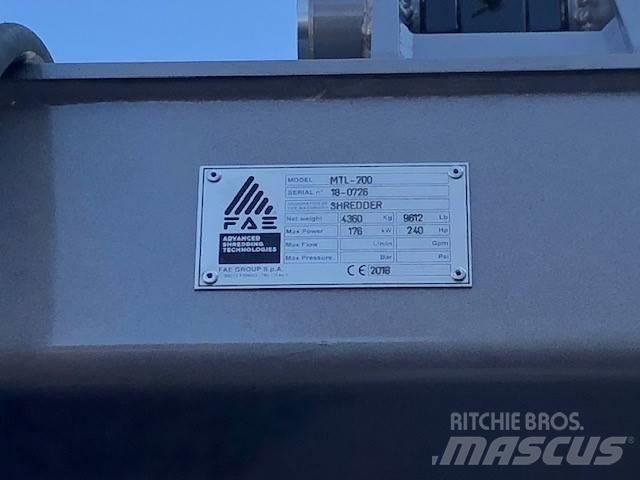 MODEL MTL-200
SERIAL n° 18-0726
SHREDDER
Net weight 4360 Kg 9612 Lb
Max Power 176 kW 240 Hp
Max Flow l/min Gpm
Max Pressure Bar Psi
CE 2018
FAE
ADVANCED
SHREDDING
TECHNOLOGIES
FAE GROUP S.p.A.
RITCHIE BROS.
MASCUS